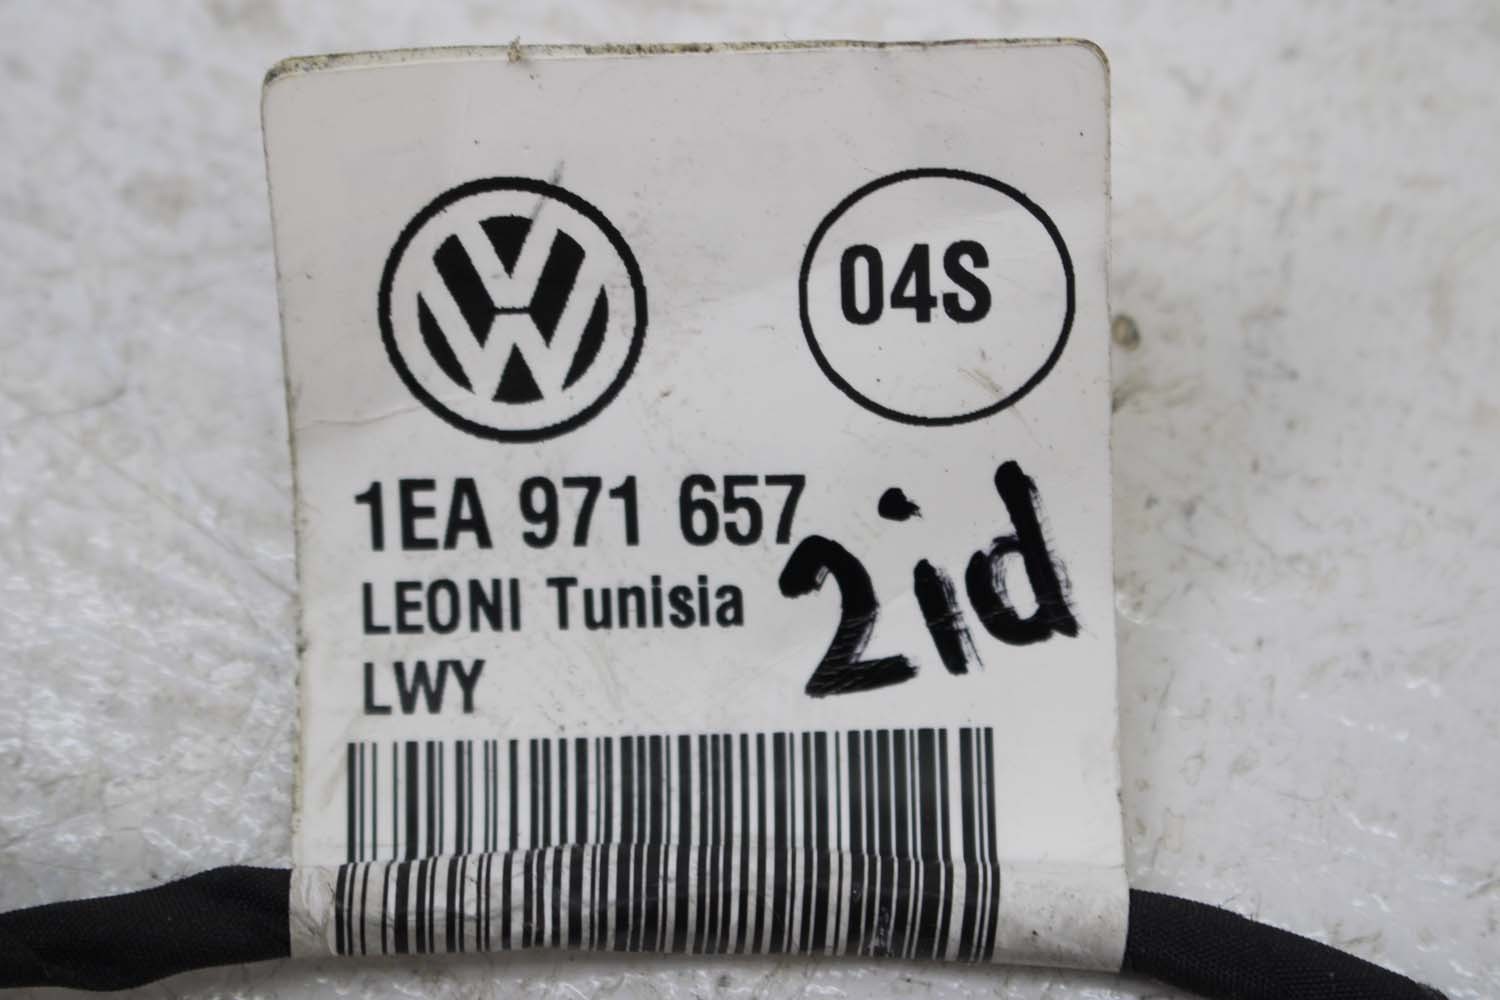 04S
1EA 971 657
2id
LEONI Tunisia
LWY